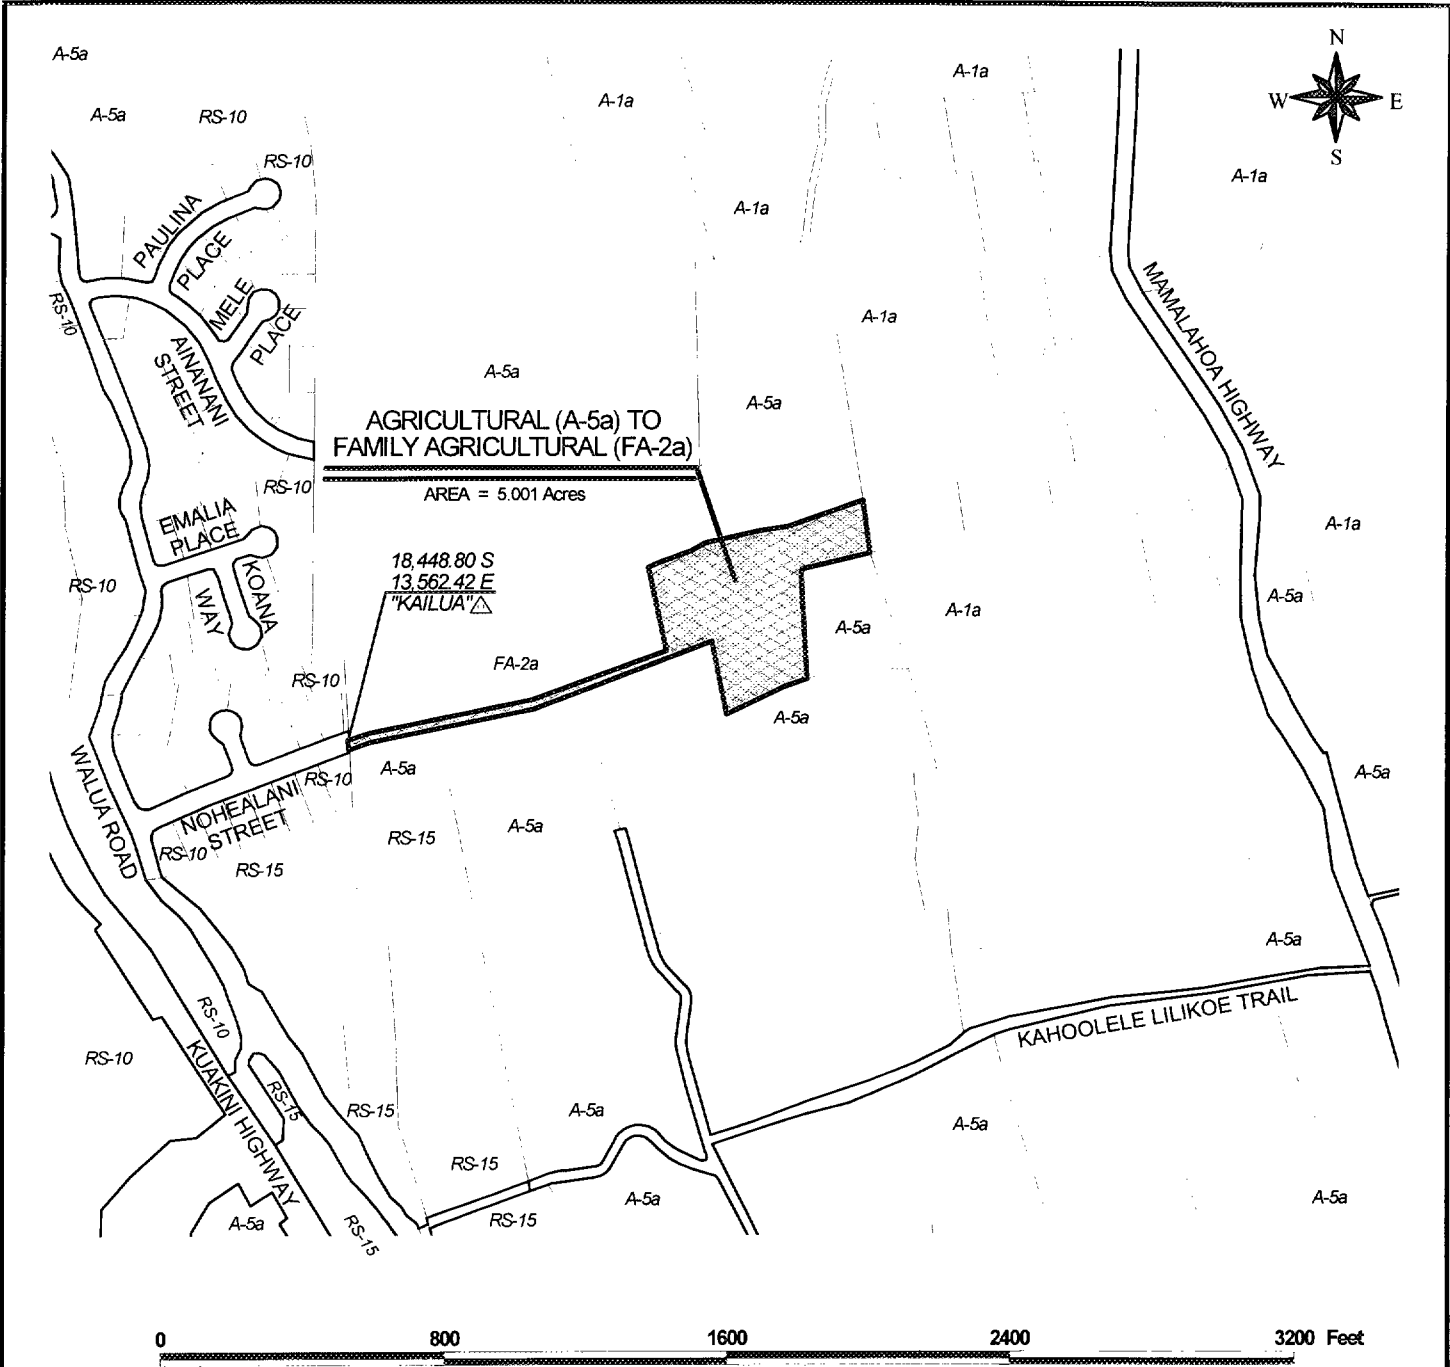 A-5a
N
W E
S
A-1a
A-1a
A-5a
RS-10
RS-10
A-1a
A-1a
PAULINA
PLACE
MELE
PLACE
RS-10
AINANANI
STREET
A-1a
MAMALAHOA HIGHWAY
A-5a
A-5a
AGRICULTURAL (A-5a) TO
FAMILY AGRICULTURAL (FA-2a)
AREA = 5.001 Acres
RS-10
EMALIA
PLACE
KOANA
WAY
A-1a
18,448.80 S
13,562.42 E
"KAILUA"
RS-10
A-5a
A-1a
A-5a
FA-2a
RS-10
A-5a
WALUA ROAD
RS-10
A-5a
A-5a
NOHEALANI
STREET
RS-10
RS-15
RS-15
A-5a
A-5a
RS-10
KAHOOLELE LILIKOE TRAIL
KUAKINI HIGHWAY
RS-10
RS-15
RS-15
A-5a
A-5a
RS-15
A-5a
A-5a
RS-15
A-5a
RS-15
0 800 1600 2400 3200 Feet